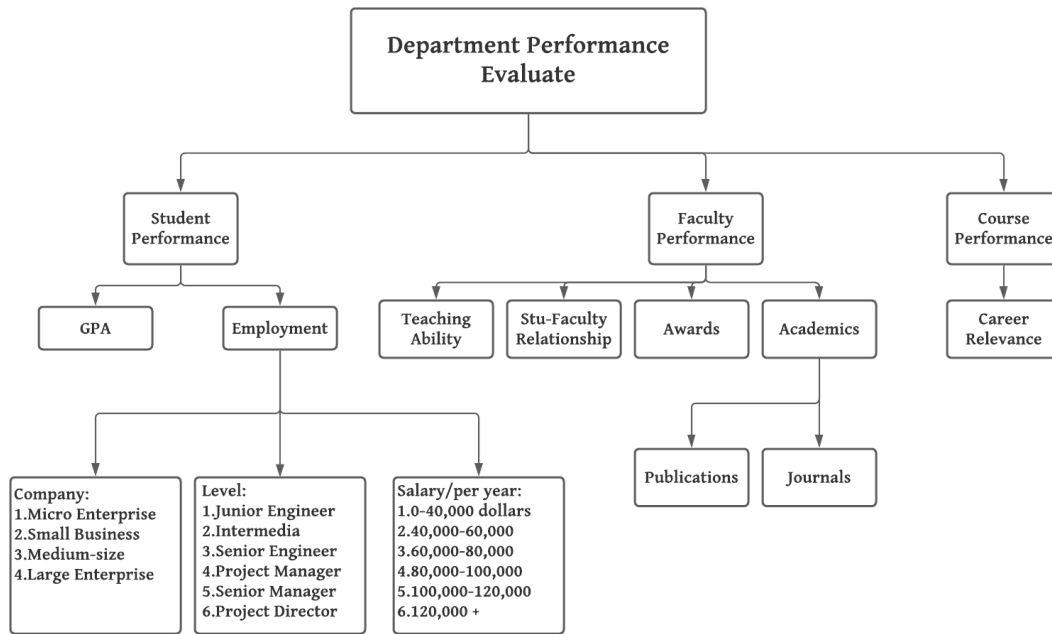 Department Performance
Evaluate
Student
Performance
Faculty
Performance
Course
Performance
GPA
Employment
Teaching
Ability
Stu-Faculty
Relationship
Awards
Academics
Career
Relevance
Publications
Journals
Company:
1.Micro Enterprise
2.Small Business
3.Medium-size
4.Large Enterprise
Level:
1.Junior Engineer
2.Intermedia
3.Senior Engineer
4.Project Manager
5.Senior Manager
6.Project Director
Salary/per year:
1.0-40,000 dollars
2.40,000-60,000
3.60,000-80,000
4.80,000-100,000
5.100,000-120,000
6.120,000 +